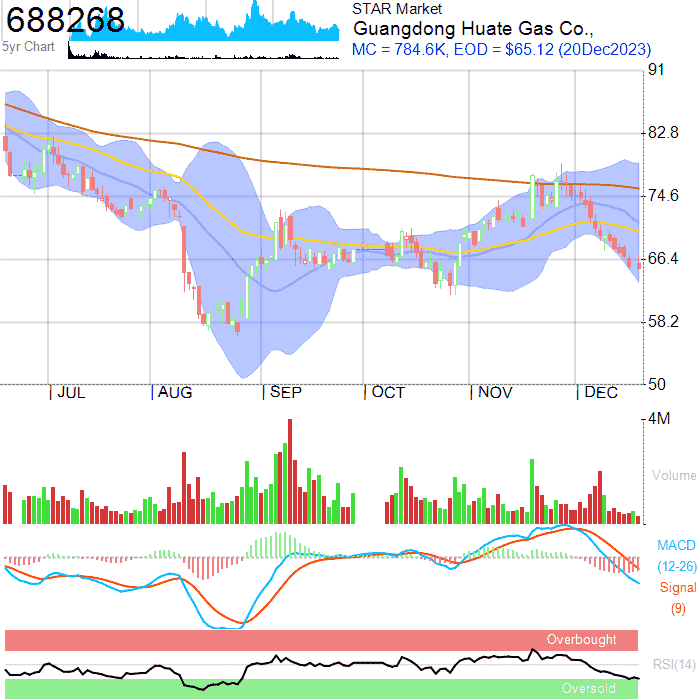 688268
5yr Chart
STAR Market
Guangdong Huate Gas Co.,
MC = 784.6K, EOD = $65.12 (20Dec2023)
91
82.8
74.6
66.4
58.2
50
JUL AUG SEP OCT NOV DEC
4M
Volume
MACD
(12-26)
Signal
(9)
Overbought
RSI(14)
Oversold